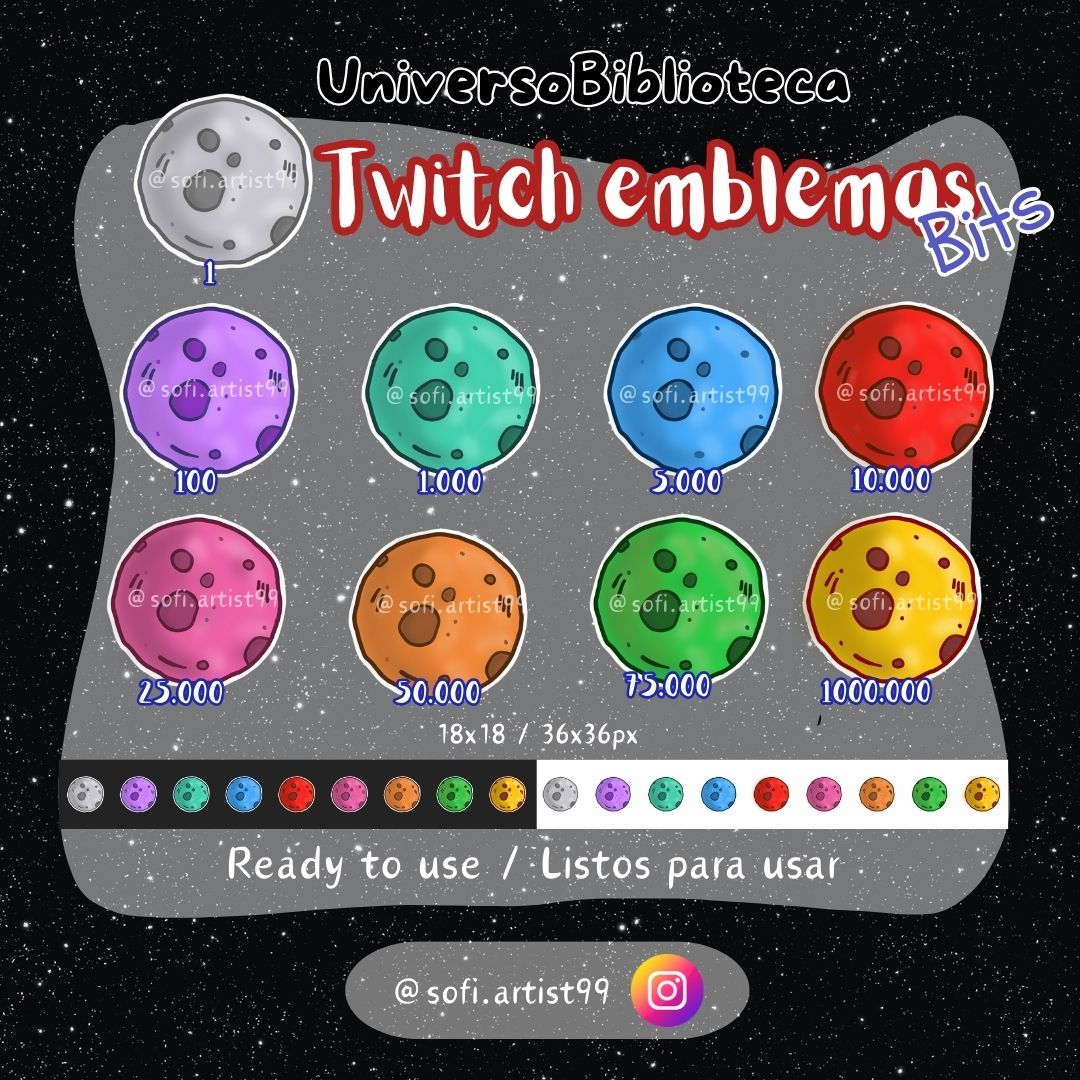 UniversoBiblioteca
Twitch emblemas
Bits
@sofi.artist99
1
@sofi.artist99
@sofi.artist99
@sofi.artist99
@sofi.artist99
100
1.000
5.000
10.000
@sofi.artist99
@sofi.artist99
@sofi.artist99
@sofi.artist99
25.000
50.000
75.000
1000.000
18x18 / 36x36px
Ready to use / Listos para usar
@sofi.artist99